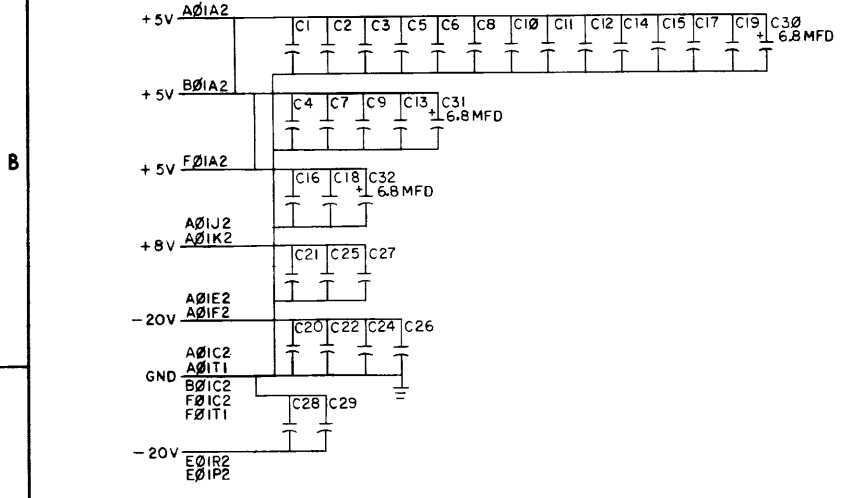 +5V AØ1A2
C1 C2 C3 C5 C6 C8 C1Ø C11 C12 C14 C15 C17 C19 C3Ø
+ 6.8MFD
+5V BØ1A2
C4 C7 C9 C13 C31
+ 6.8MFD
B
+5V FØ1A2
C16 C18 C32
+ 6.8MFD
AØ1J2
+8V AØ1K2
C21 C25 C27
AØ1E2
-20V AØ1F2
C20 C22 C24 C26
AØ1C2
GND AØ1T1
BØ1C2
FØ1C2
FØ1T1
C28 C29
-20V
EØ1R2
EØ1P2